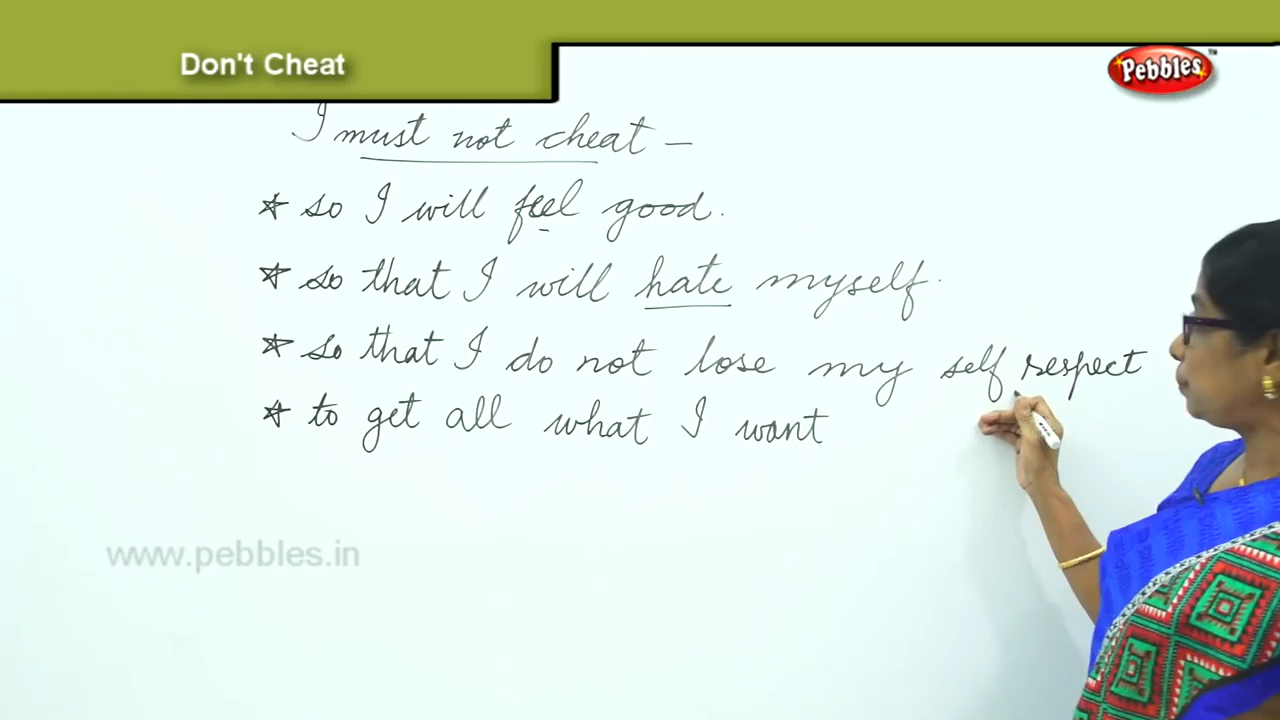 Don't Cheat
Pebbles™
I must not cheat —
* so I will feel good.
* so that I will hate myself.
* so that I do not lose my self respect
* to get all what I want
www.pebbles.in